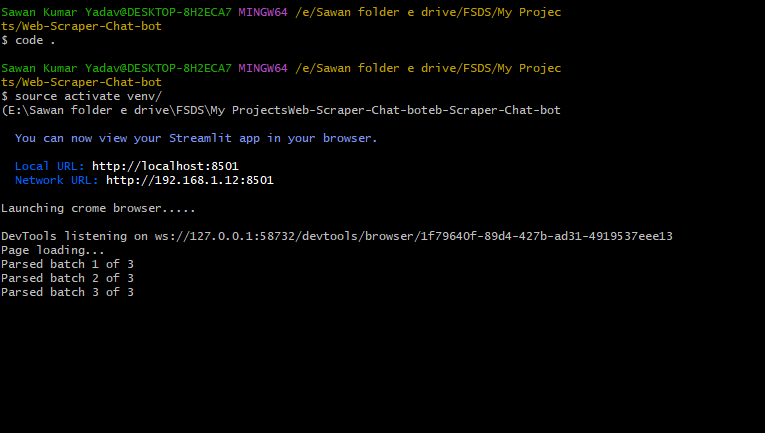 Sawan Kumar Yadav@DESKTOP-8H2ECA7 MINGW64 /e/Sawan folder e drive/FSDS/My Projec
ts/Web-Scraper-Chat-bot
$ code .
Sawan Kumar Yadav@DESKTOP-8H2ECA7 MINGW64 /e/Sawan folder e drive/FSDS/My Projec
ts/Web-Scraper-Chat-bot
$ source activate venv/
(E:\Sawan folder e drive\FSDS\My ProjectsWeb-Scraper-Chat-boteb-Scraper-Chat-bot
You can now view your Streamlit app in your browser.
Local URL: http://localhost:8501
Network URL: http://192.168.1.12:8501
Launching crome browser.....
DevTools listening on ws://127.0.0.1:58732/devtools/browser/1f79640f-89d4-427b-ad31-4919537eee13
Page loading...
Parsed batch 1 of 3
Parsed batch 2 of 3
Parsed batch 3 of 3